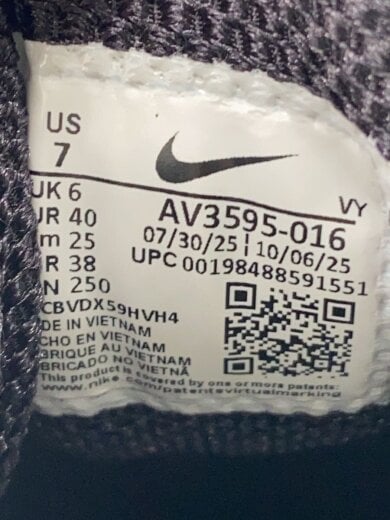 US
7
VY
UK 6
UR 40
m 25
R 38
N 250
AV3595-016
07/30/25 | 10/06/25
UPC 00198488591551
CBVDX59HVH4
DE IN VIETNAM
CHO EN VIETNAM
BRIQUE AU VIETNAM
BRICADO NO VIETNÃ
This product is covered by one or more patents:
www.nike.com/patentsvirtualmarking